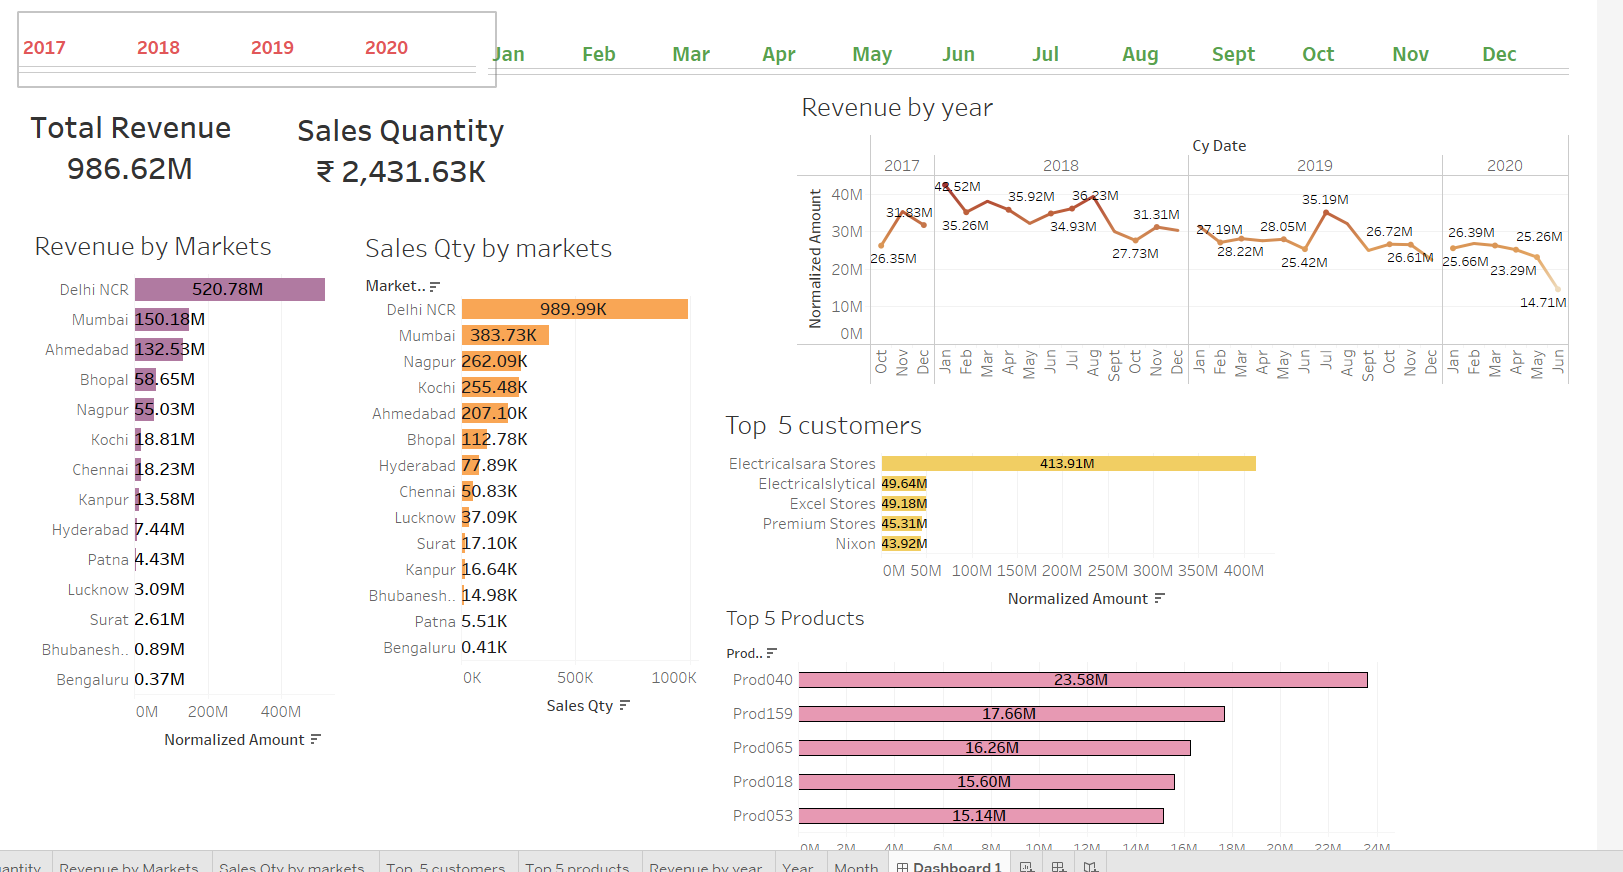 2017 2018 2019 2020
Jan Feb Mar Apr May Jun Jul Aug Sept Oct Nov Dec
Total Revenue
986.62M
Sales Quantity
₹ 2,431.63K
Revenue by Markets
Delhi NCR 520.78M
Mumbai 150.18M
Ahmedabad 132.53M
Bhopal 58.65M
Nagpur 55.03M
Kochi 18.81M
Chennai 18.23M
Kanpur 13.58M
Hyderabad 7.44M
Patna 4.43M
Lucknow 3.09M
Surat 2.61M
Bhubanesh.. 0.89M
Bengaluru 0.37M
0M 200M 400M
Normalized Amount
Sales Qty by markets
Market..
Delhi NCR 989.99K
Mumbai 383.73K
Nagpur 262.09K
Kochi 255.48K
Ahmedabad 207.10K
Bhopal 112.78K
Hyderabad 77.89K
Chennai 50.83K
Lucknow 37.09K
Surat 17.10K
Kanpur 16.64K
Bhubanesh.. 14.98K
Patna 5.51K
Bengaluru 0.41K
0K 500K 1000K
Sales Qty
Revenue by year
Cy Date
2017 2018 2019 2020
Normalized Amount
40M
30M
20M
10M
0M
26.35M 31.83M 42.52M 35.26M 35.92M 34.93M 36.23M 27.73M 31.31M 27.19M 28.22M 28.05M 25.42M 35.19M 26.72M 26.61M 25.66M 26.39M 23.29M 25.26M 14.71M
Oct Nov Dec Jan Feb Mar Apr May Jun Jul Aug Sept Oct Nov Dec Jan Feb Mar Apr May Jun Jul Aug Sept Oct Nov Dec Jan Feb Mar Apr May Jun
Top 5 customers
Electricalsara Stores 413.91M
Electricalslytical 49.64M
Excel Stores 49.18M
Premium Stores 45.31M
Nixon 43.92M
0M 50M 100M 150M 200M 250M 300M 350M 400M
Normalized Amount
Top 5 Products
Prod..
Prod040 23.58M
Prod159 17.66M
Prod065 16.26M
Prod018 15.60M
Prod053 15.14M
0M 2M 4M 6M 8M 10M 12M 14M 16M 18M 20M 22M 24M
antity Revenue by Markets Sales Qty by markets Top 5 customers Top 5 products Revenue by year Year Month Dashboard 1